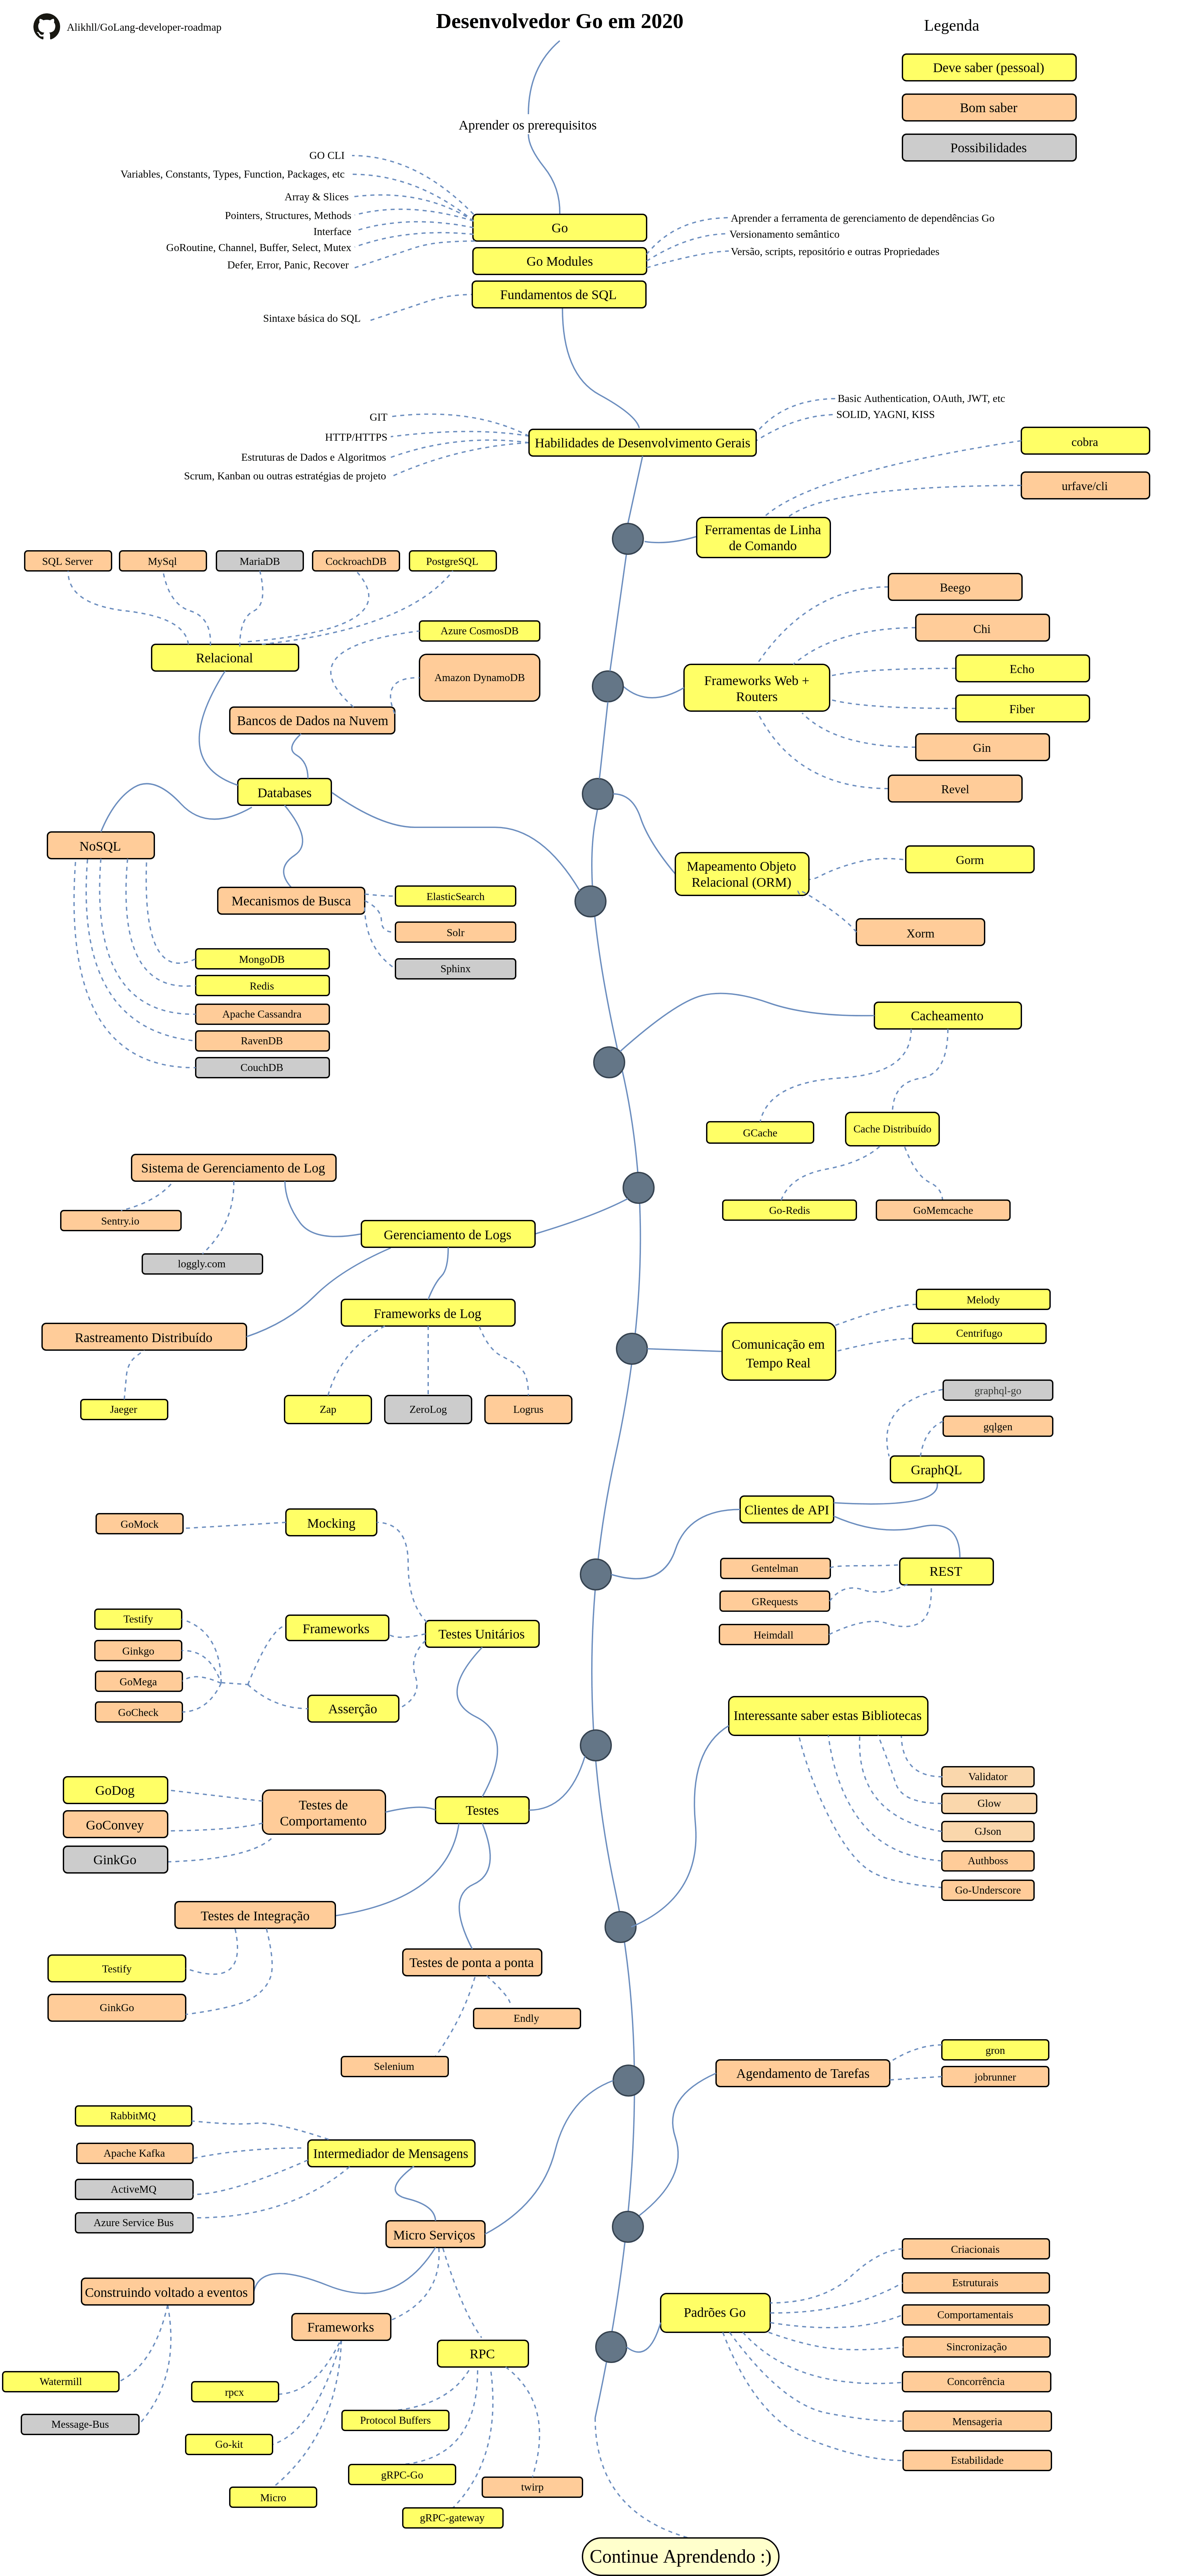 Alikhll/GoLang-developer-roadmap
Desenvolvedor Go em 2020
Legenda
Deve saber (pessoal)
Bom saber
Possibilidades
Aprender os prerequisitos
GO CLI
Variables, Constants, Types, Function, Packages, etc
Array & Slices
Pointers, Structures, Methods
Interface
GoRoutine, Channel, Buffer, Select, Mutex
Defer, Error, Panic, Recover
Go
Go Modules
Fundamentos de SQL
Aprender a ferramenta de gerenciamento de dependências Go
Versionamento semântico
Versão, scripts, repositório e outras Propriedades
Sintaxe básica do SQL
GIT
HTTP/HTTPS
Estruturas de Dados e Algoritmos
Scrum, Kanban ou outras estratégias de projeto
Habilidades de Desenvolvimento Gerais
Basic Authentication, OAuth, JWT, etc
SOLID, YAGNI, KISS
cobra
urfave/cli
Ferramentas de Linha
de Comando
SQL Server
MySql
MariaDB
CockroachDB
PostgreSQL
Relacional
Azure CosmosDB
Amazon DynamoDB
Bancos de Dados na Nuvem
Databases
Frameworks Web +
Routers
Beego
Chi
Echo
Fiber
Gin
Revel
NoSQL
Mecanismos de Busca
ElasticSearch
Solr
Sphinx
Mapeamento Objeto
Relacional (ORM)
Gorm
Xorm
MongoDB
Redis
Apache Cassandra
RavenDB
CouchDB
Cacheamento
GCache
Cache Distribuído
Go-Redis
GoMemcache
Sistema de Gerenciamento de Log
Sentry.io
loggly.com
Gerenciamento de Logs
Frameworks de Log
Rastreamento Distribuído
Jaeger
Zap
ZeroLog
Logrus
Melody
Centrifugo
Comunicação em
Tempo Real
graphql-go
gqlgen
GraphQL
Clientes de API
REST
Gentelman
GRequests
Heimdall
GoMock
Mocking
Testify
Ginkgo
GoMega
GoCheck
Frameworks
Testes Unitários
Asserção
Interessante saber estas Bibliotecas
Validator
Glow
GJson
Authboss
Go-Underscore
GoDog
GoConvey
GinkGo
Testes de
Comportamento
Testes
Testes de Integração
Testify
GinkGo
Testes de ponta a ponta
Endly
Selenium
Agendamento de Tarefas
gron
jobrunner
RabbitMQ
Apache Kafka
ActiveMQ
Azure Service Bus
Intermediador de Mensagens
Micro Serviços
Construindo voltado a eventos
Watermill
Message-Bus
Frameworks
rpcx
Go-kit
Micro
RPC
Protocol Buffers
gRPC-Go
twirp
gRPC-gateway
Padrões Go
Criacionais
Estruturais
Comportamentais
Sincronização
Concorrência
Mensageria
Estabilidade
Continue Aprendendo :)